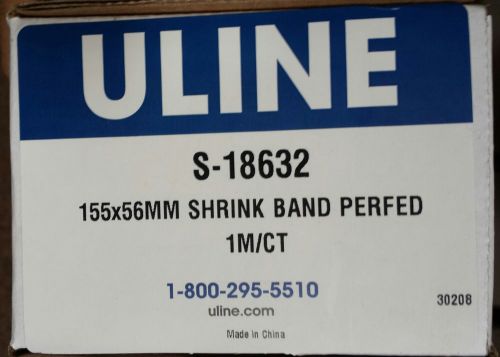 ULINE
S-18632
155x56MM SHRINK BAND PERFED
1M/CT
1-800-295-5510
uline.com
30208
Made in China